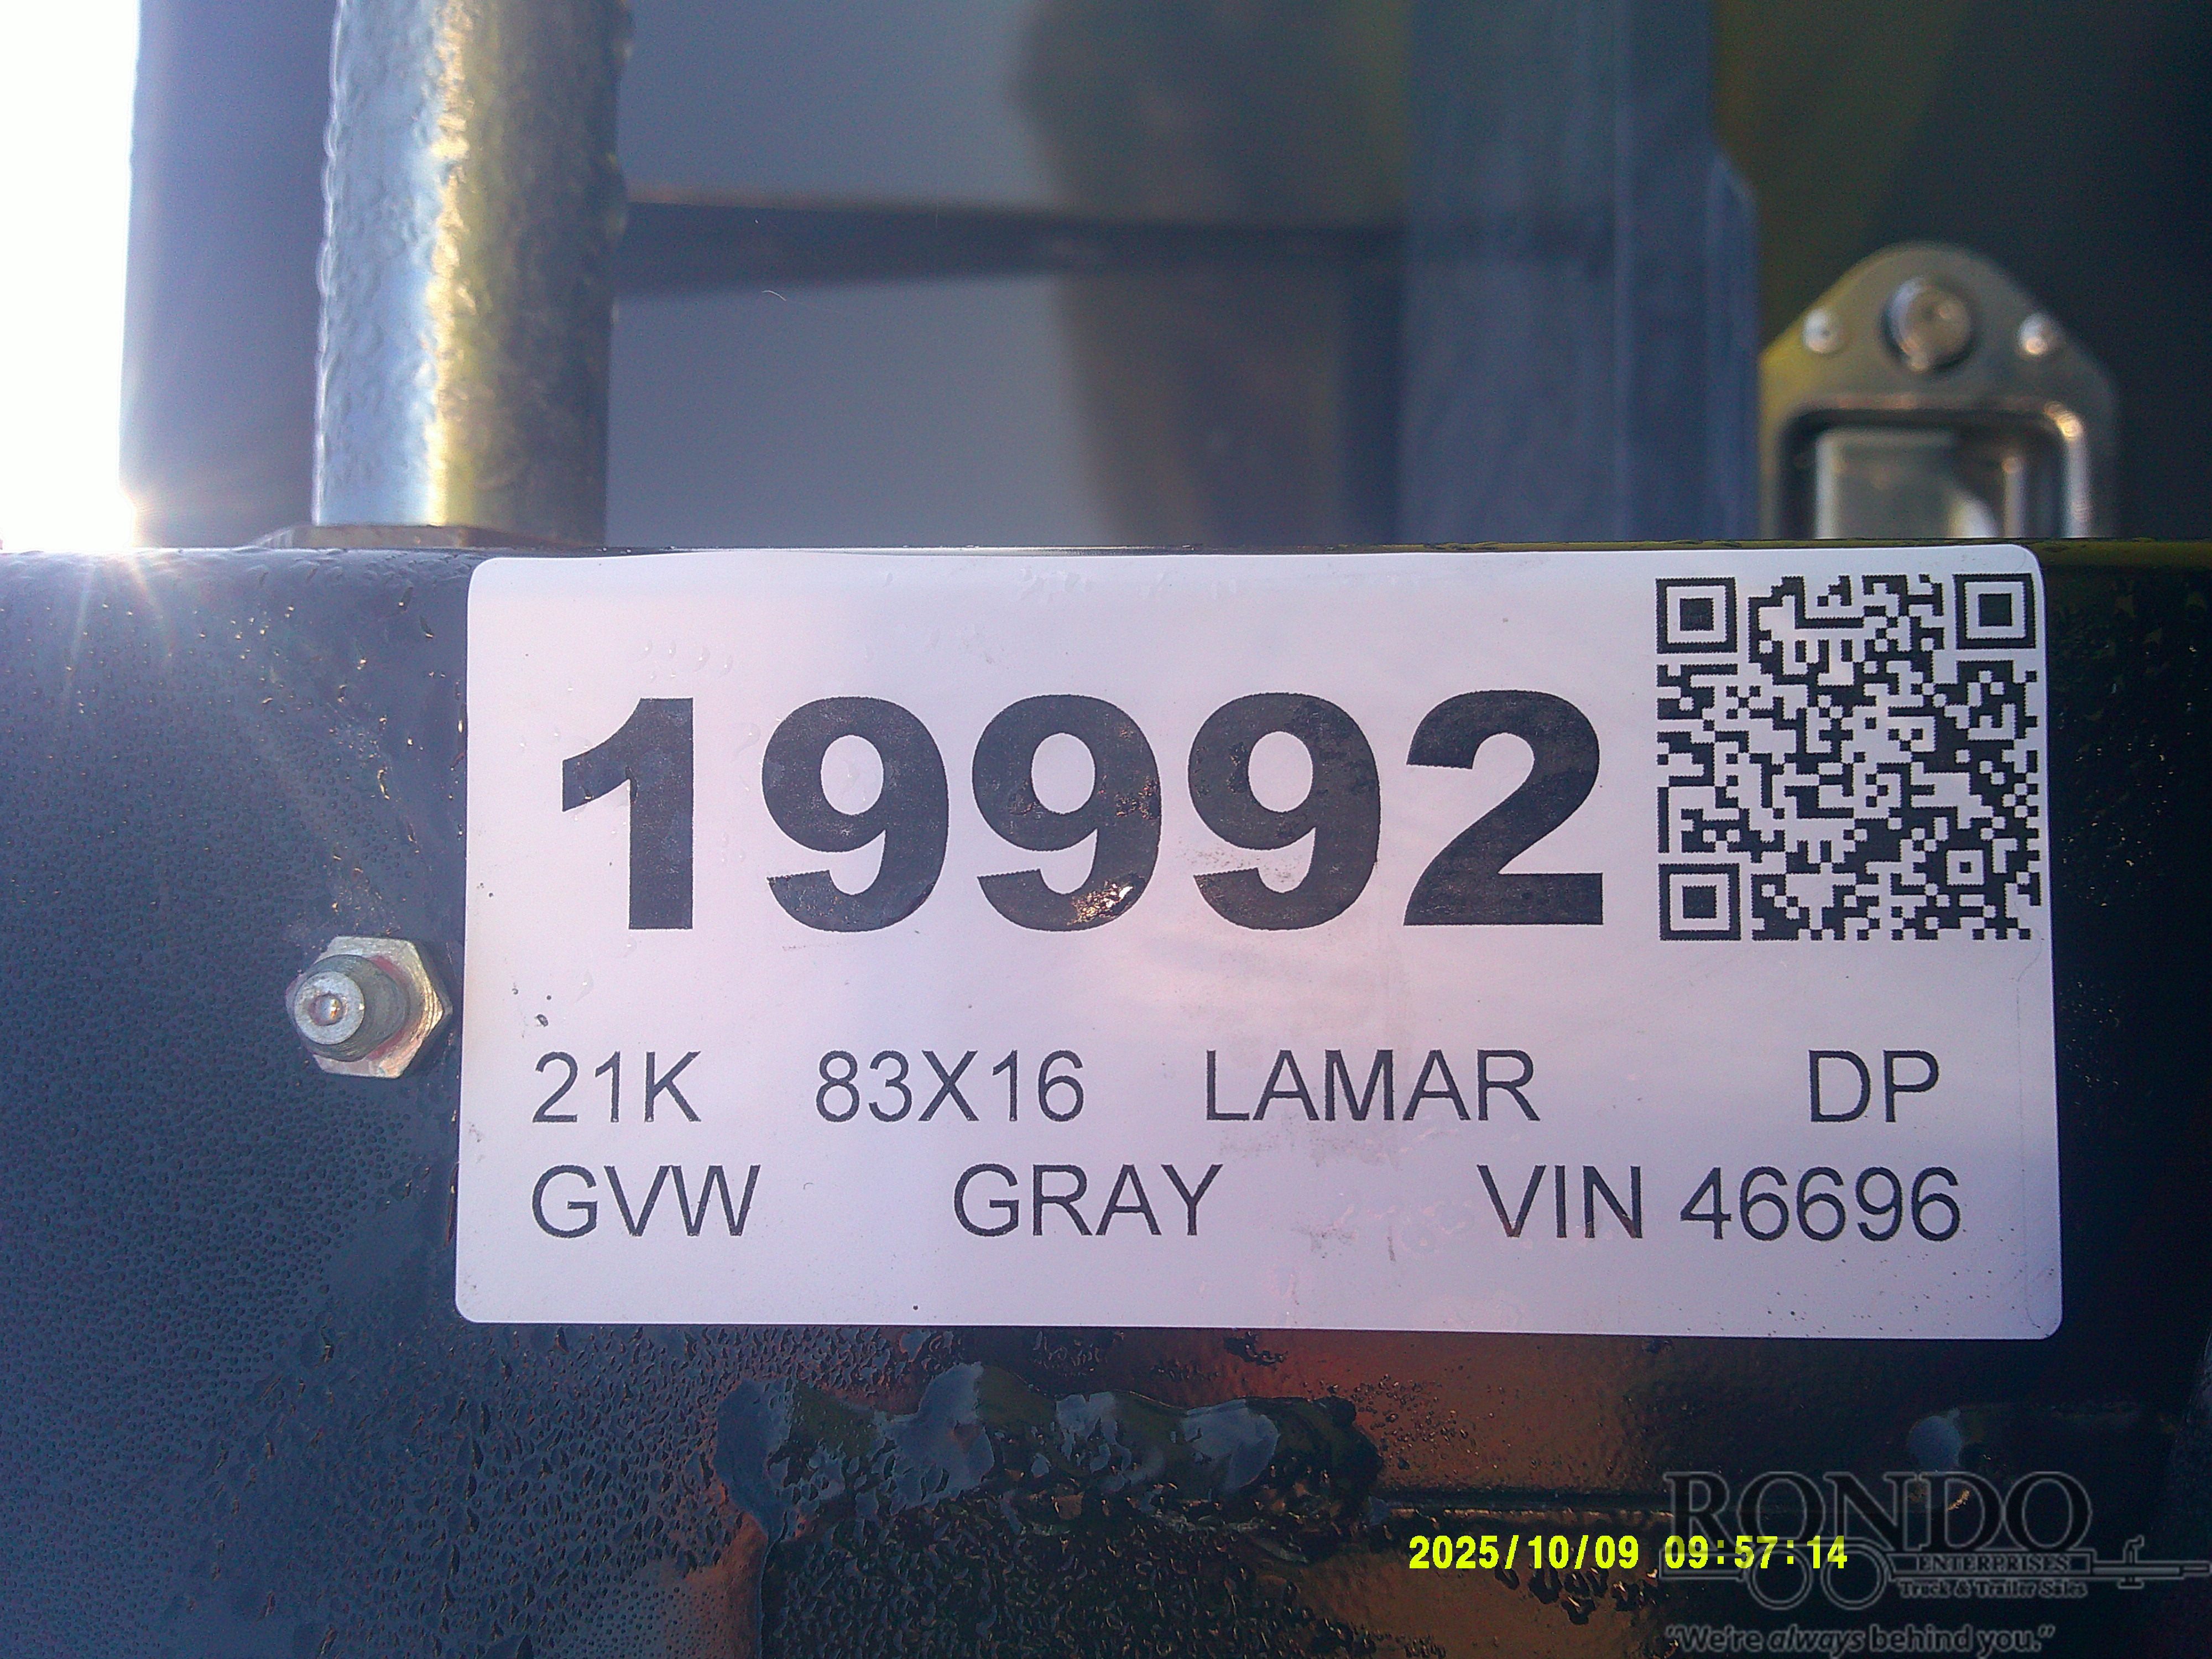 19992
21K 83X16 LAMAR DP
GVW GRAY VIN 46696
RONDO
ENTERPRISES
Truck & Trailer Sales
"We're always behind you."
2025/10/09 09:57:14